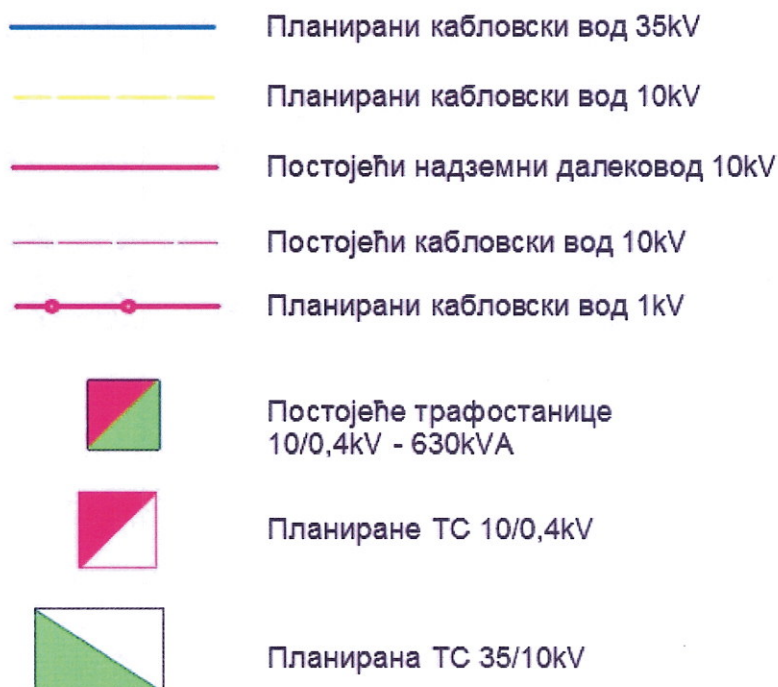 Планирани кабловски вод 35kV
Планирани кабловски вод 10kV
Постојећи надземни далековод 10kV
Постојећи кабловски вод 10kV
Планирани кабловски вод 1kV
Постојеће трафостанице
10/0,4kV - 630kVA
Планиране ТС 10/0,4kV
Планирана ТС 35/10kV